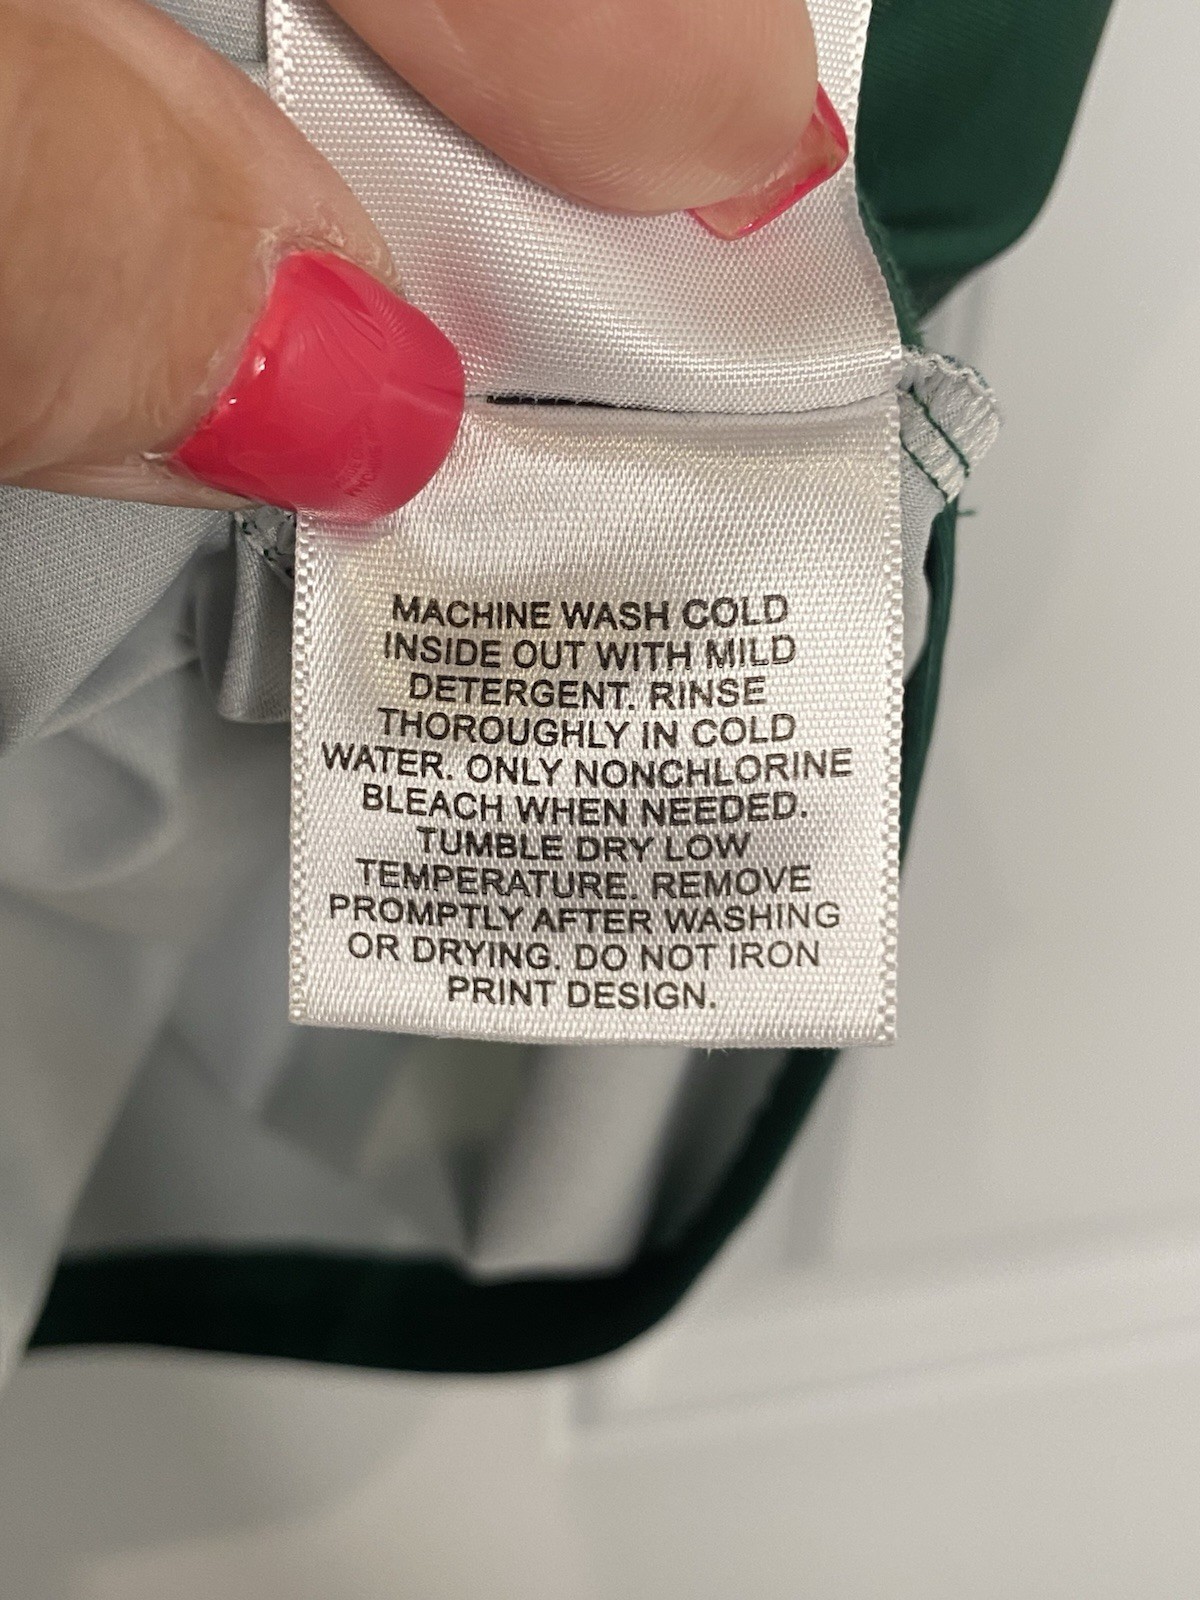 MACHINE WASH COLD
INSIDE OUT WITH MILD
DETERGENT. RINSE
THOROUGHLY IN COLD
WATER. ONLY NONCHLORINE
BLEACH WHEN NEEDED.
TUMBLE DRY LOW
TEMPERATURE. REMOVE
PROMPTLY AFTER WASHING
OR DRYING. DO NOT IRON
PRINT DESIGN.